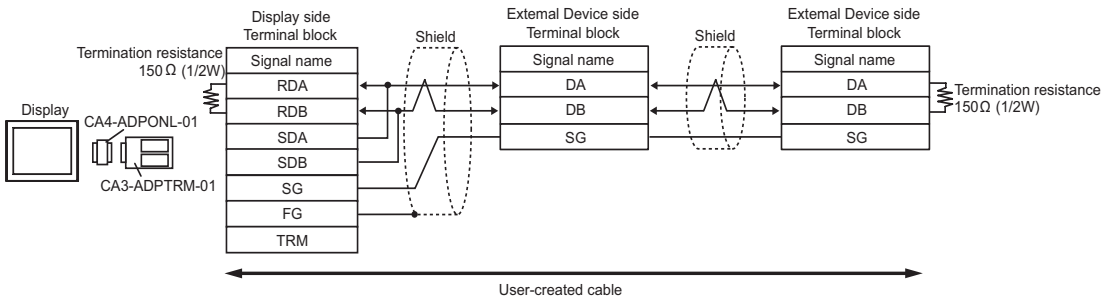 Display
CA4-ADPONL-01
CA3-ADPTRM-01
Termination resistance
150Ω (1/2W)
Display side
Terminal block
Signal name
RDA
RDB
SDA
SDB
SG
FG
TRM
Shield
External Device side
Terminal block
Signal name
DA
DB
SG
Shield
External Device side
Terminal block
Signal name
DA
DB
SG
Termination resistance
150Ω (1/2W)
User-created cable